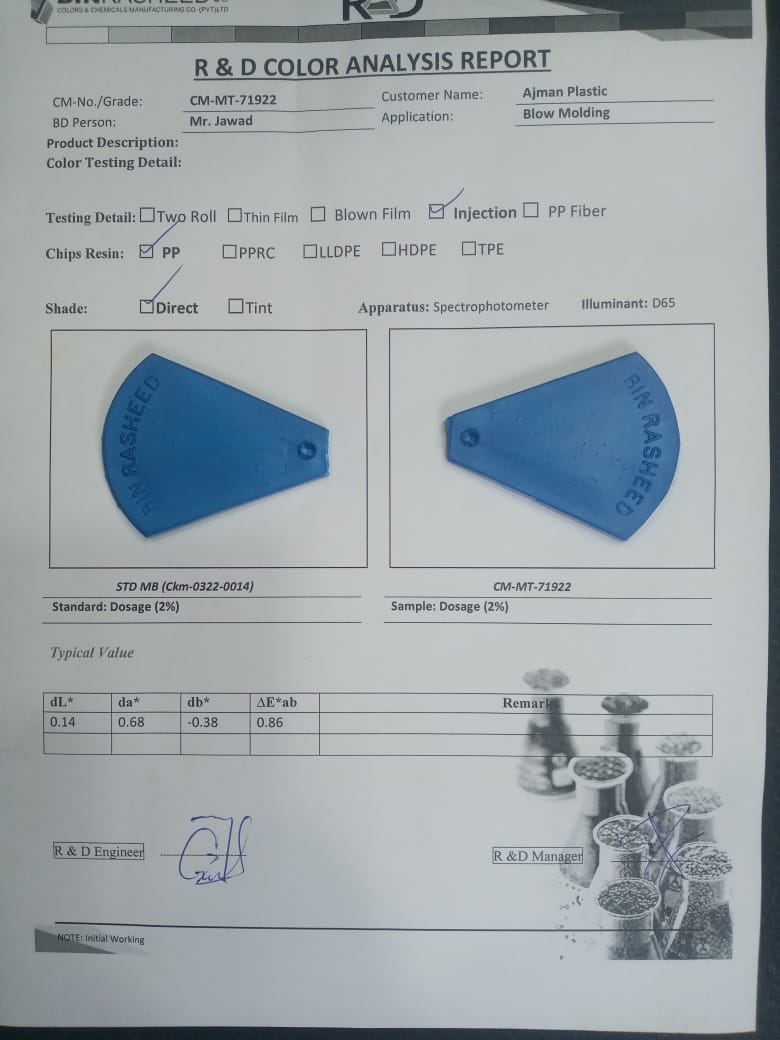 BIN RASHEED
COLORS & CHEMICALS MANUFACTURING CO. (PVT)LTD
R&D
R & D COLOR ANALYSIS REPORT
CM-No./Grade: CM-MT-71922 Customer Name: Ajman Plastic
BD Person: Mr. Jawad Application: Blow Molding
Product Description:
Color Testing Detail:
Testing Detail: Two Roll Thin Film Blown Film Injection PP Fiber
Chips Resin: PP PPRC LLDPE HDPE TPE
Shade: Direct Tint Apparatus: Spectrophotometer Illuminant: D65
BIN RASHEED BIN RASHEED
STD MB (Ckm-0322-0014) CM-MT-71922
Standard: Dosage (2%) Sample: Dosage (2%)
Typical Value
dL* da* db* ΔE*ab Remark
0.14 0.68 -0.38 0.86
R & D Engineer R &D Manager
NOTE: Initial Working